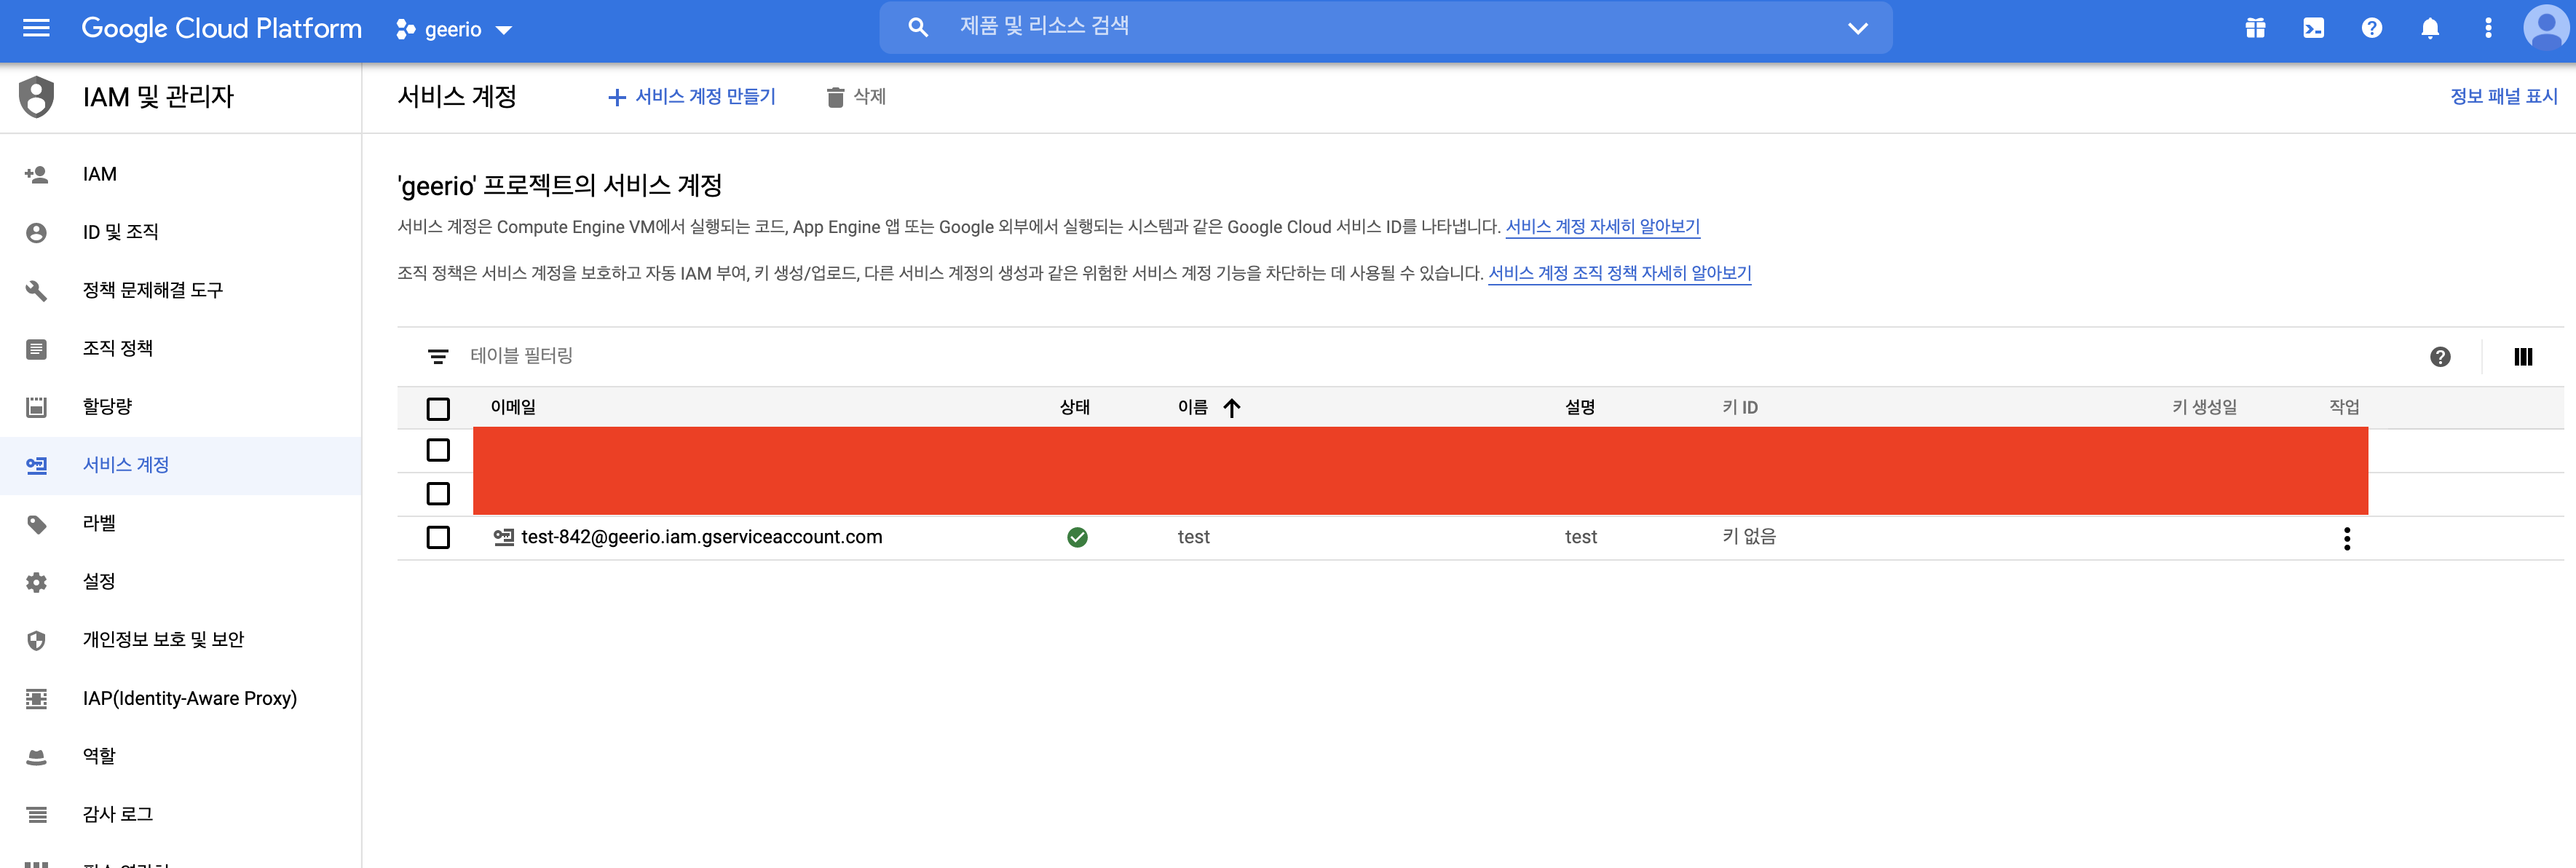 Google Cloud Platform
geerio
제품 및 리소스 검색
IAM 및 관리자
서비스 계정
서비스 계정 만들기
삭제
정보 패널 표시
IAM
ID 및 조직
정책 문제해결 도구
조직 정책
할당량
서비스 계정
라벨
설정
개인정보 보호 및 보안
IAP(Identity-Aware Proxy)
역할
감사 로그
'geerio' 프로젝트의 서비스 계정
서비스 계정은 Compute Engine VM에서 실행되는 코드, App Engine 앱 또는 Google 외부에서 실행되는 시스템과 같은 Google Cloud 서비스 ID를 나타냅니다. 서비스 계정 자세히 알아보기
조직 정책은 서비스 계정을 보호하고 자동 IAM 부여, 키 생성/업로드, 다른 서비스 계정의 생성과 같은 위험한 서비스 계정 기능을 차단하는 데 사용될 수 있습니다. 서비스 계정 조직 정책 자세히 알아보기
테이블 필터링
이메일 상태 이름 설명 키 ID 키 생성일 작업
test-842@geerio.iam.gserviceaccount.com test test 키 없음